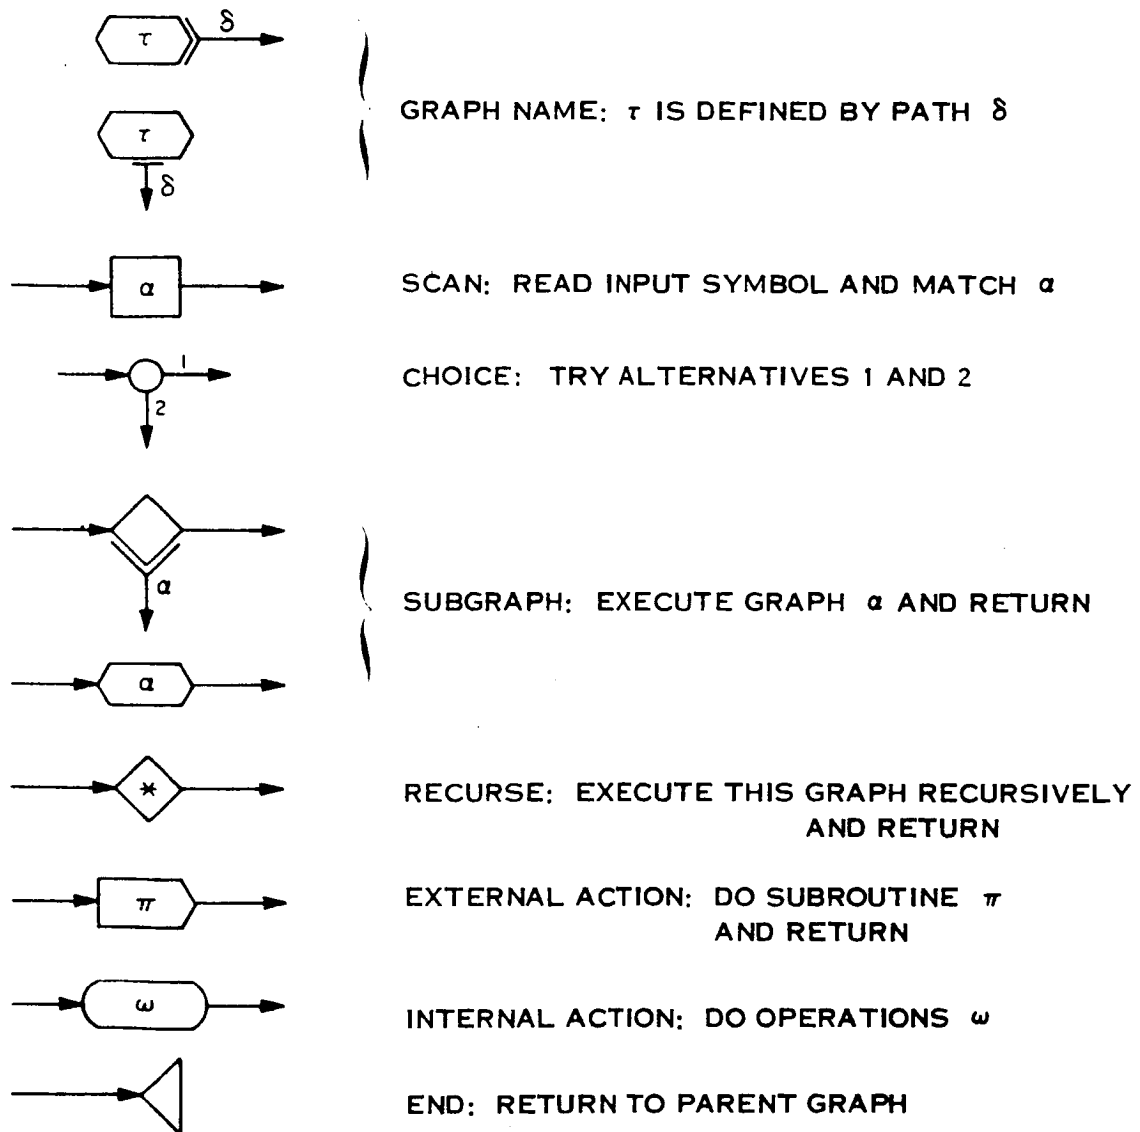 τ δ
τ
δ
GRAPH NAME: τ IS DEFINED BY PATH δ
α
SCAN: READ INPUT SYMBOL AND MATCH α
1
2
CHOICE: TRY ALTERNATIVES 1 AND 2
α
α
SUBGRAPH: EXECUTE GRAPH α AND RETURN
*
RECURSE: EXECUTE THIS GRAPH RECURSIVELY
AND RETURN
π
EXTERNAL ACTION: DO SUBROUTINE π
AND RETURN
ω
INTERNAL ACTION: DO OPERATIONS ω
END: RETURN TO PARENT GRAPH